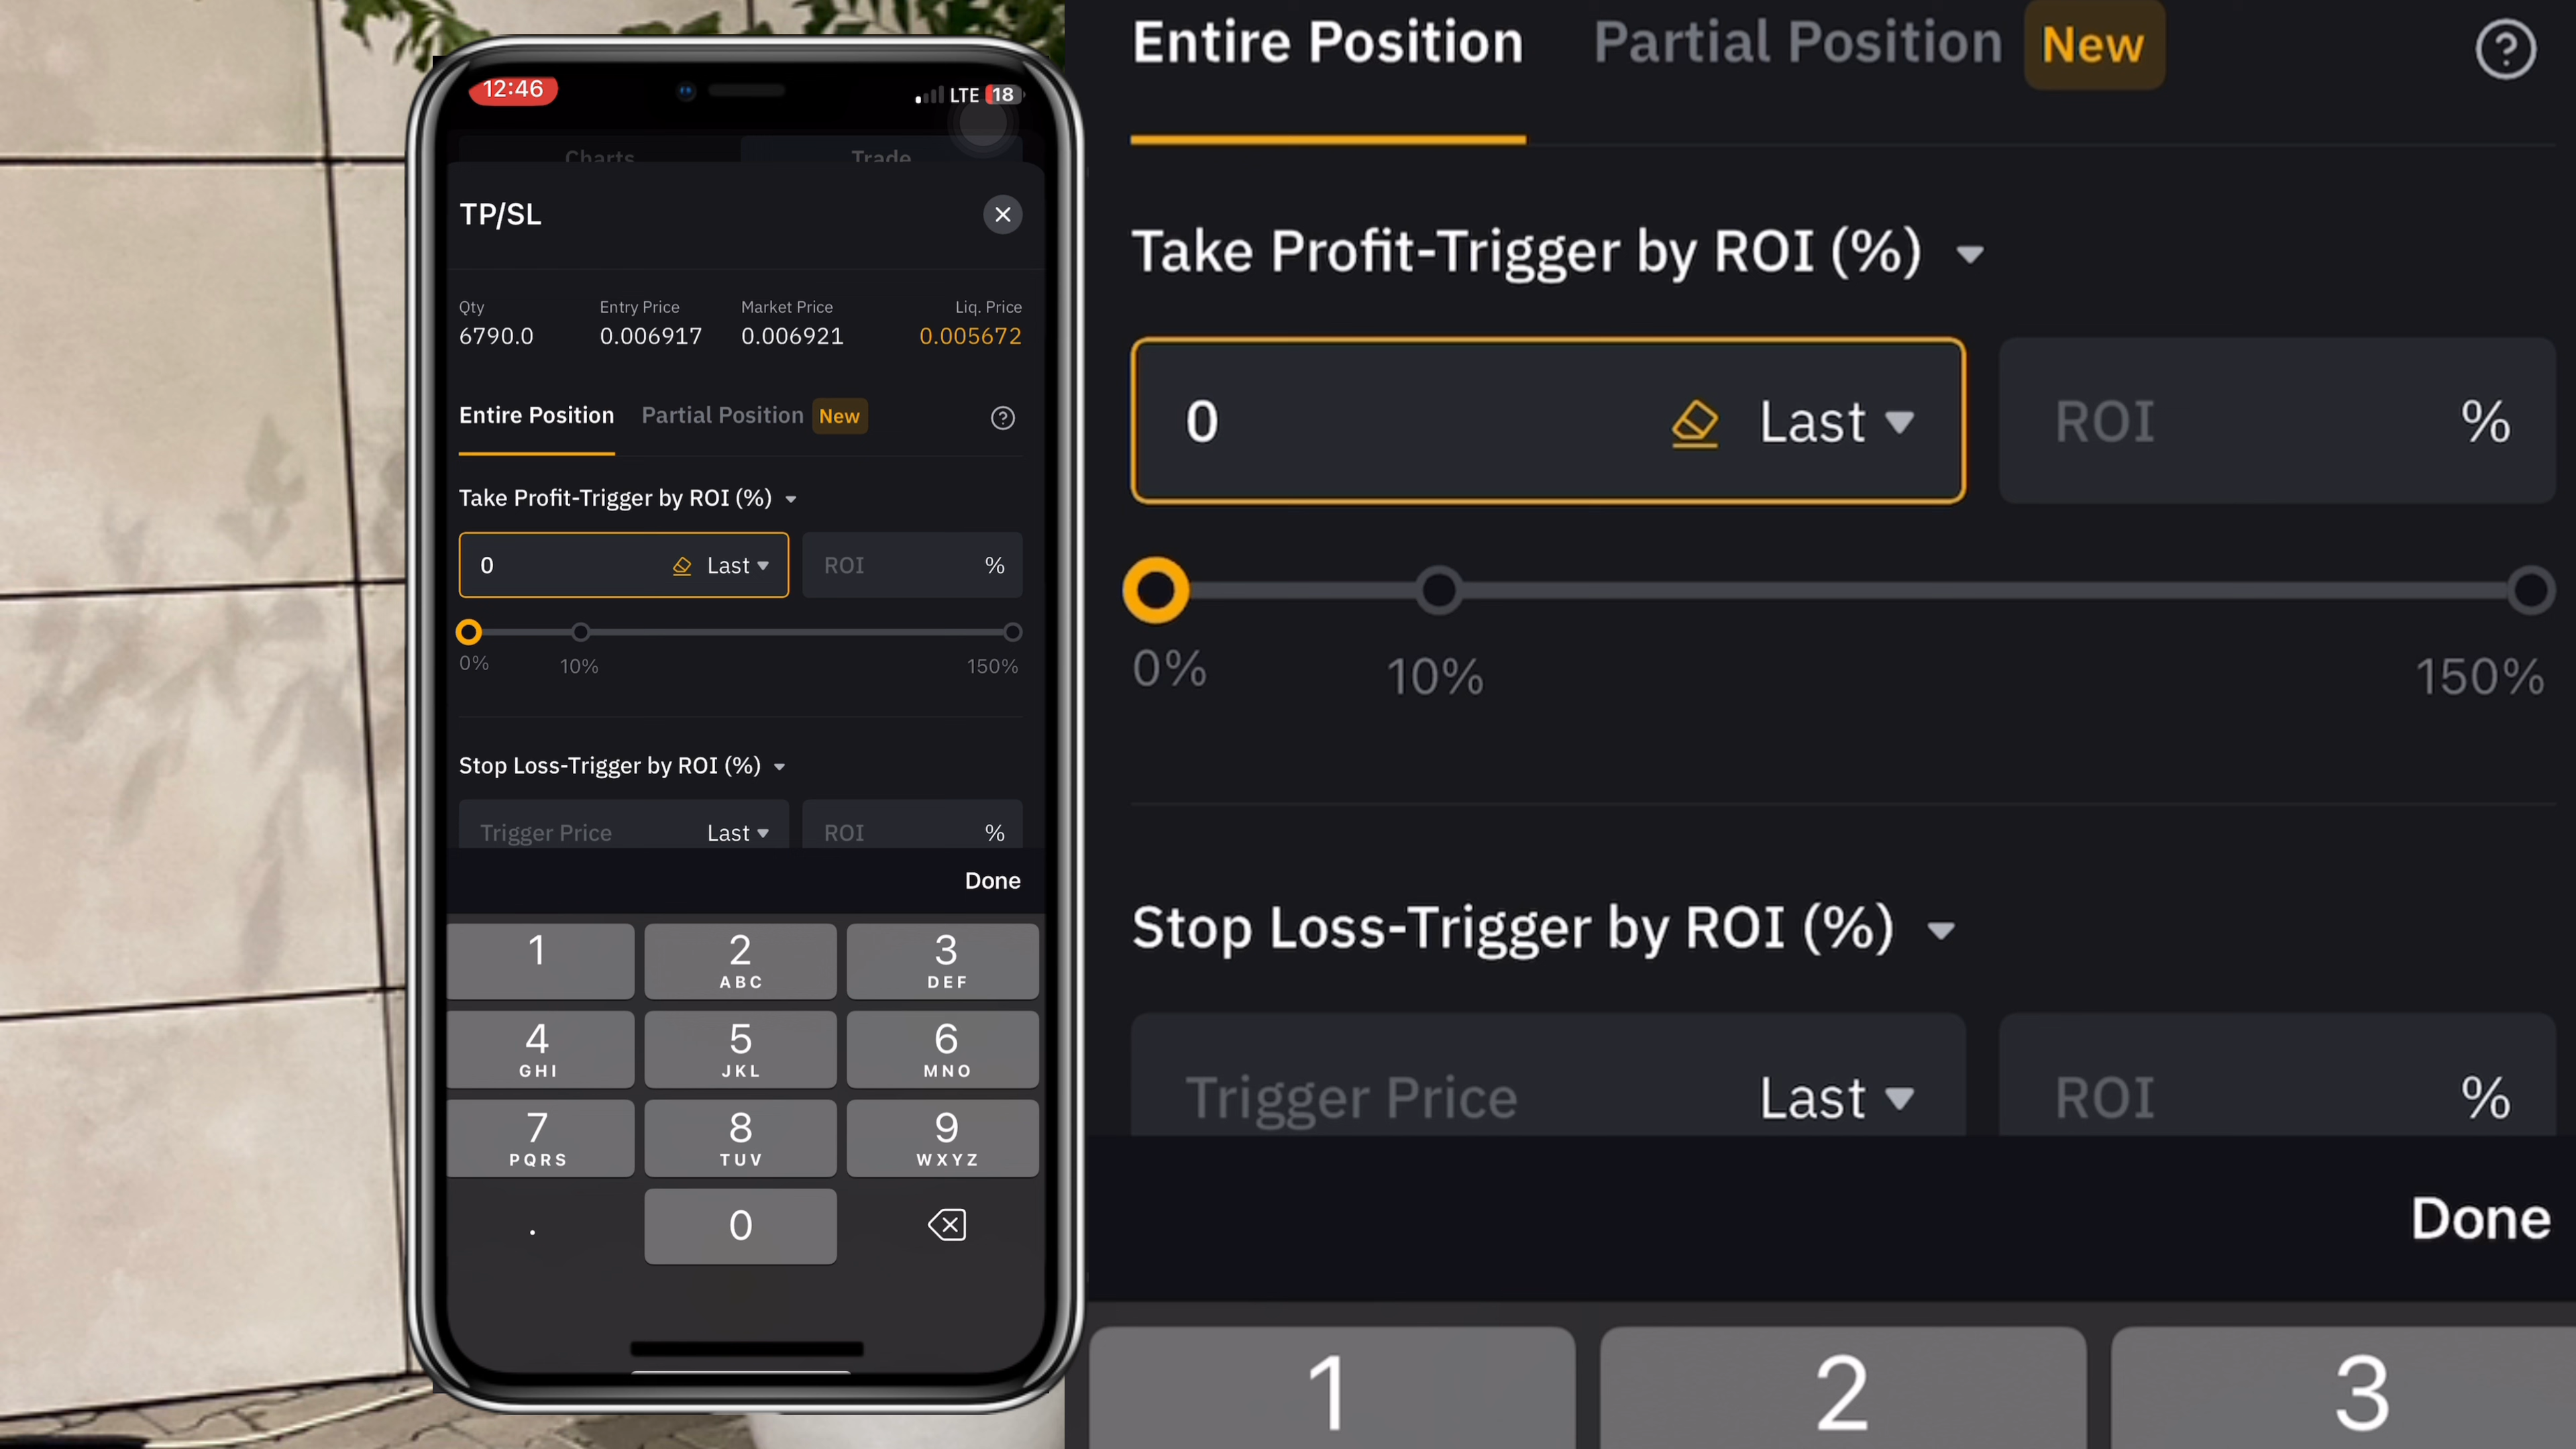 12:46
LTE 18
Charts Trade
TP/SL
Qty Entry Price Market Price Liq. Price
6790.0 0.006917 0.006921 0.005672
Entire Position Partial Position New
Take Profit-Trigger by ROI (%)
0 Last ROI %
0% 10% 150%
Stop Loss-Trigger by ROI (%)
Trigger Price Last ROI %
Done
1 2 3
ABC DEF
4 5 6
GHI JKL MNO
7 8 9
PQRS TUV WXYZ
. 0
Entire Position Partial Position New
Take Profit-Trigger by ROI (%)
0 Last ROI %
0% 10% 150%
Stop Loss-Trigger by ROI (%)
Trigger Price Last ROI %
Done
1 2 3